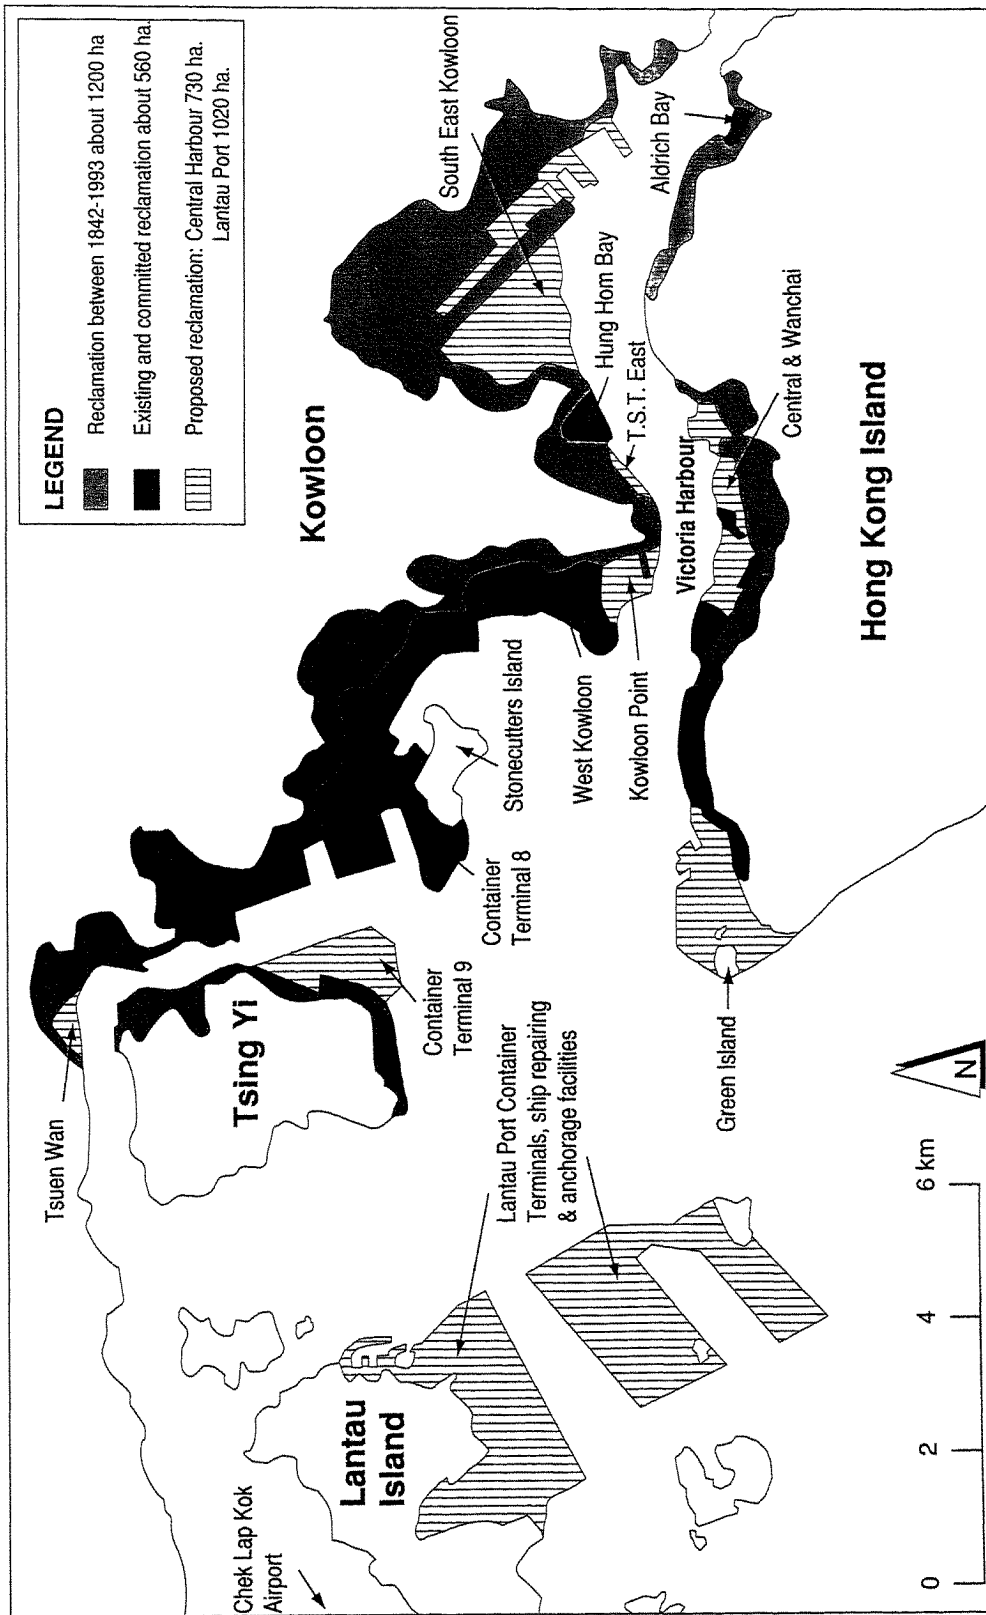 LEGEND
Reclamation between 1842-1993 about 1200 ha
Existing and committed reclamation about 560 ha.
Proposed reclamation: Central Harbour 730 ha.
Lantau Port 1020 ha.
Tsuen Wan
Kowloon
South East Kowloon
Chek Lap Kok
Airport
Tsing Yi
Lantau
Island
Container
Terminal 9
Container
Terminal 8
Stonecutters Island
West Kowloon
Kowloon Point
Hung Hom Bay
T.S.T. East
Aldrich Bay
Lantau Port Container
Terminals, ship repairing
& anchorage facilities
Victoria Harbour
Green Island
Central & Wanchai
Hong Kong Island
N
0
2
4
6 km